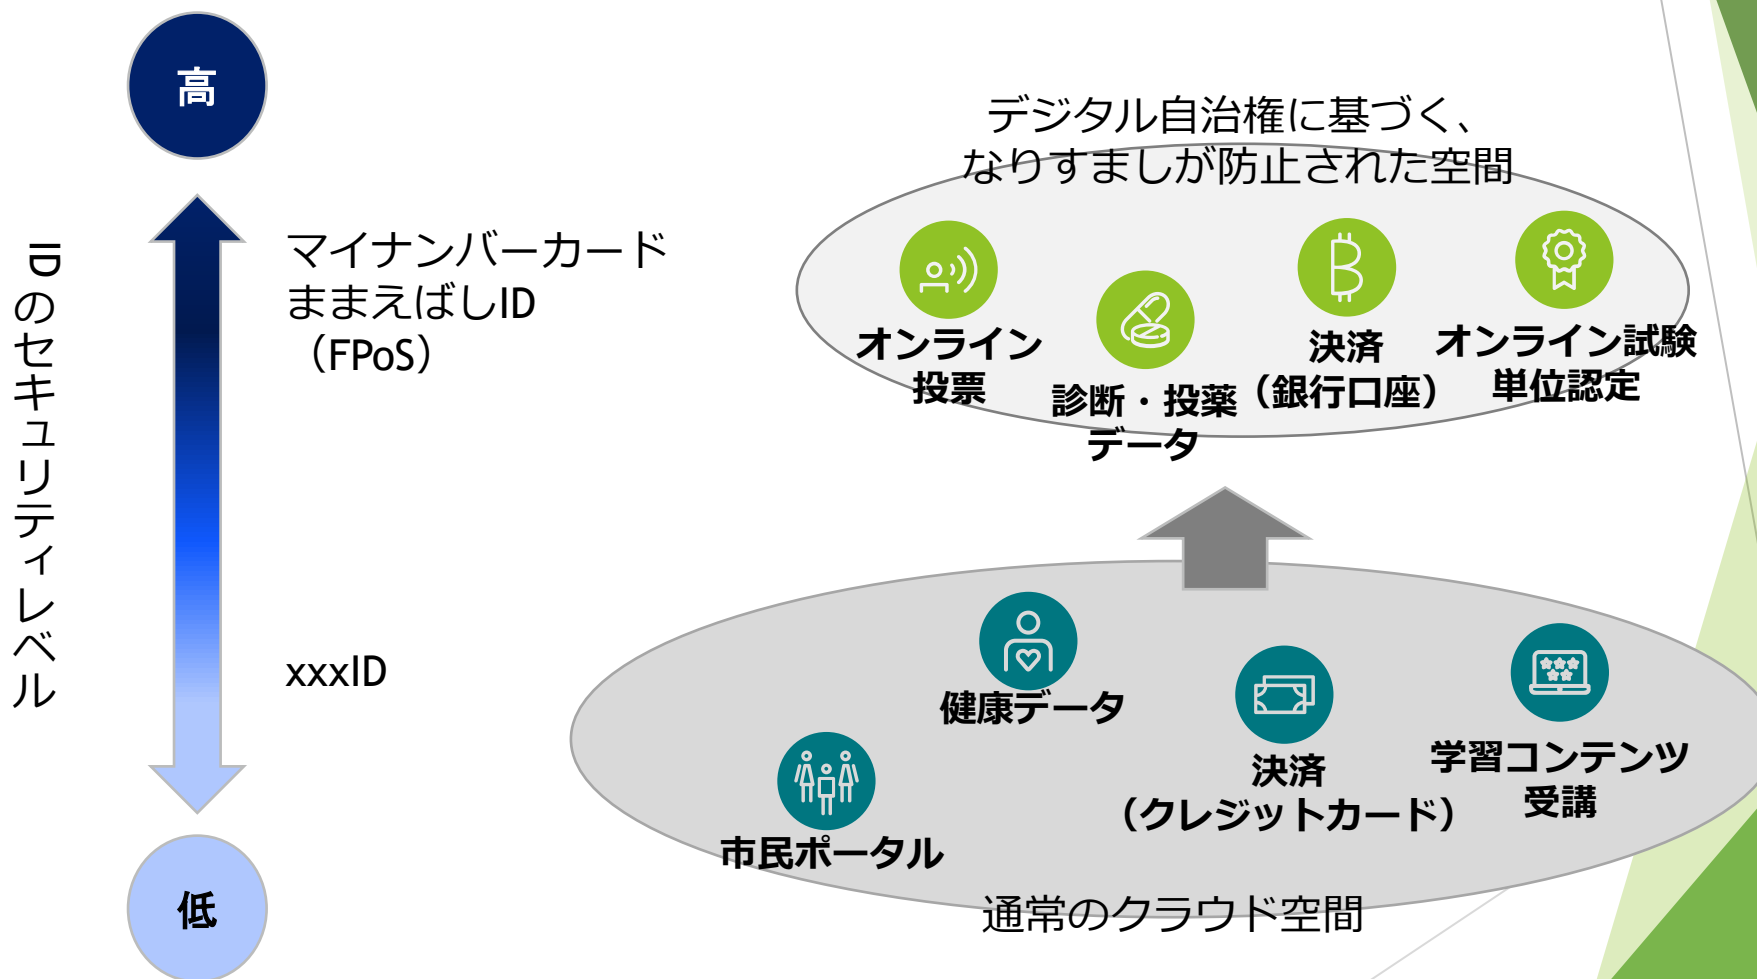 高
IDのセキュリティレベル
マイナンバーカード
ままえばしID
（FPoS）
xxxID
低
デジタル自治権に基づく、
なりすましが防止された空間
オンライン
投票
診断・投薬
データ
決済
（銀行口座）
オンライン試験
単位認定
健康データ
市民ポータル
決済
（クレジットカード）
学習コンテンツ
受講
通常のクラウド空間